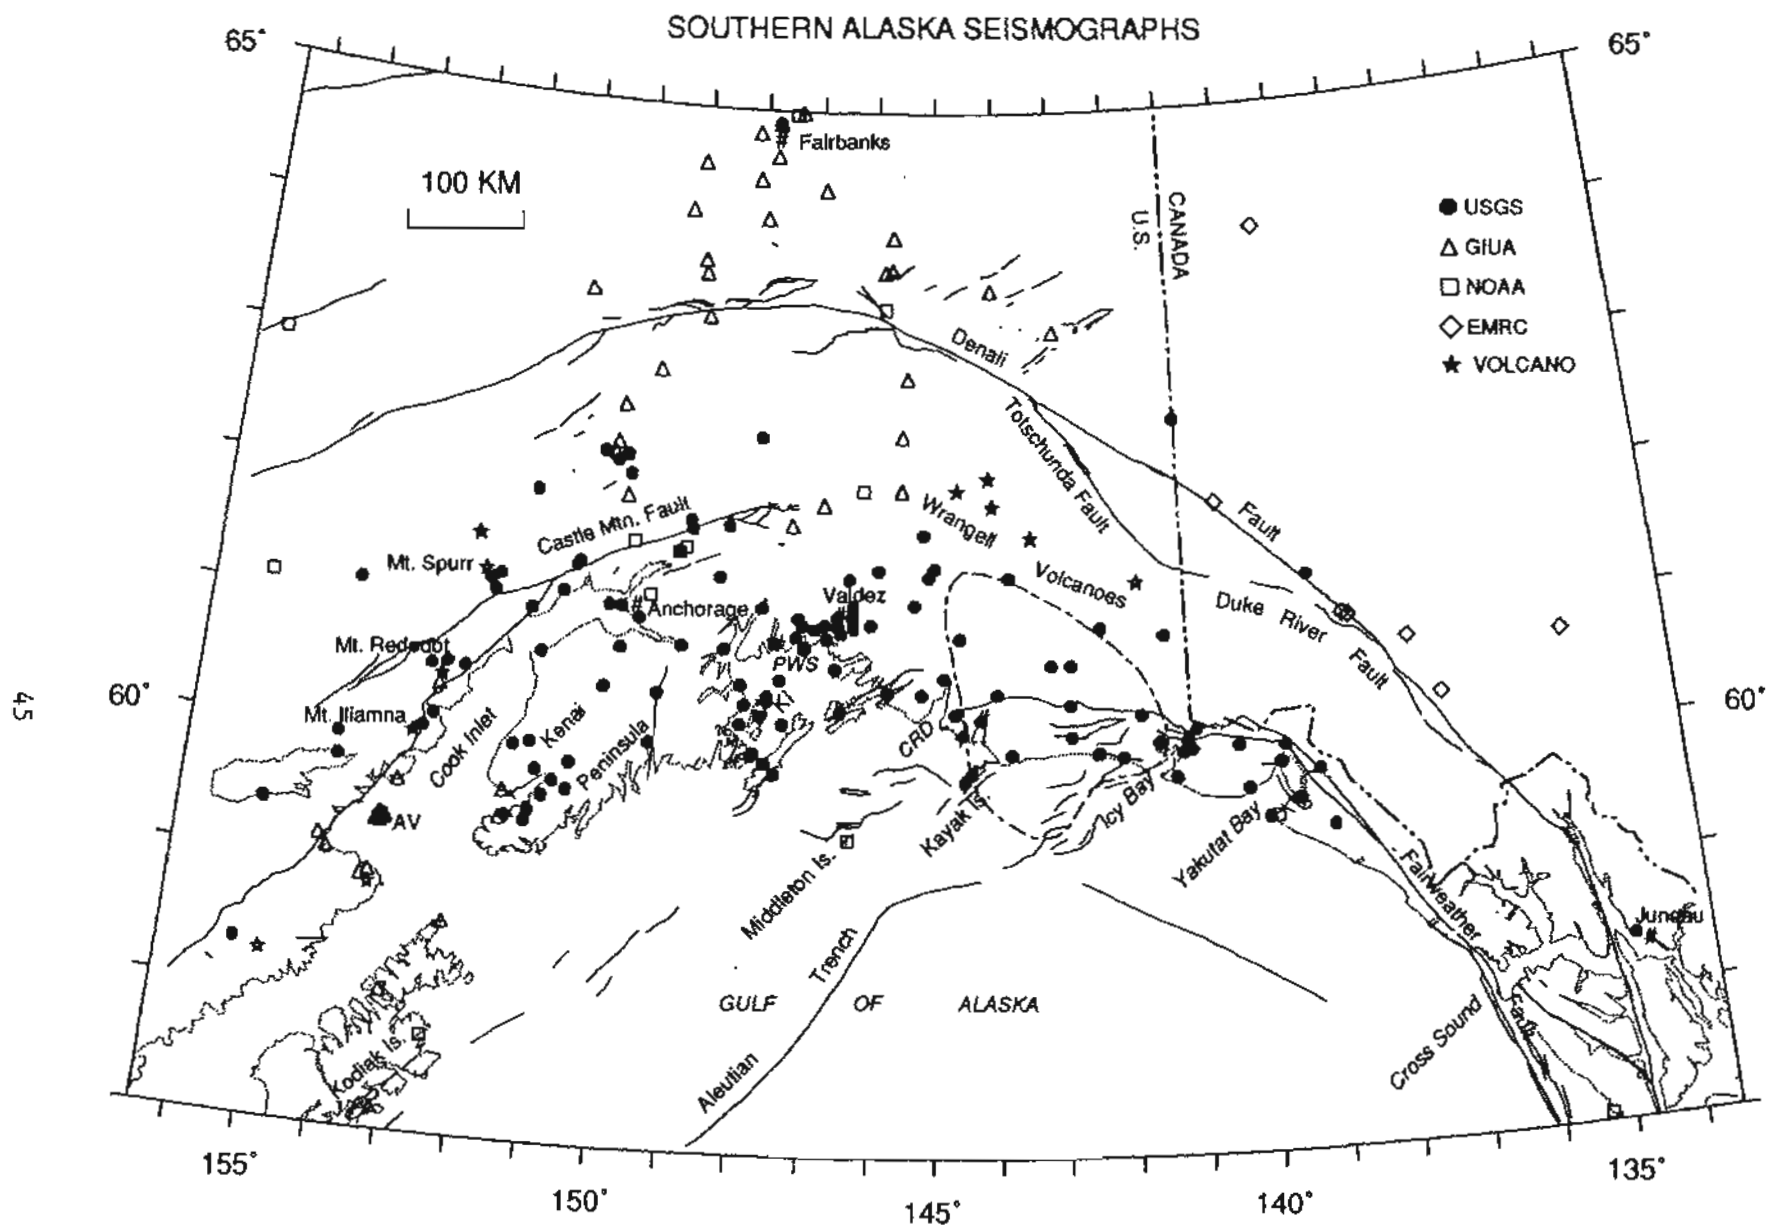 SOUTHERN ALASKA SEISMOGRAPHS
65°
65°
Fairbanks
100 KM
CANADA
U.S.
USGS
GIUA
NOAA
EMRC
VOLCANO
Denali
Fault
Totschunda Fault
Castle Mtn. Fault
Wrangell
Volcanoes
Mt. Spurr
Anchorage
Valdez
Duke River
Fault
Mt. Redoubt
PWS
60°
60°
Mt. Iliamna
Cook Inlet
Kenai
Peninsula
CRD
Kayak Is.
Icy Bay
Yakutat Bay
AV
Middleton Is.
Fairweather
Fault
Juneau
Trench
Aleutian
GULF OF ALASKA
Kodiak Is.
Cross Sound
45
155°
150°
145°
140°
135°